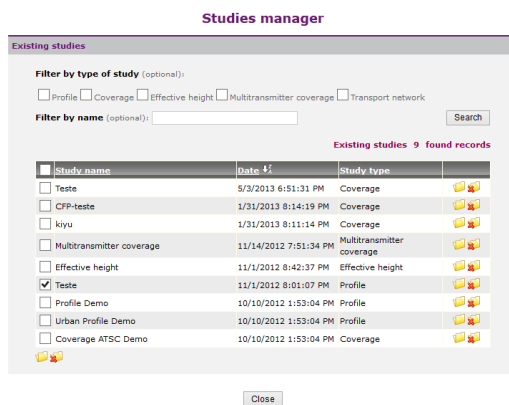 Studies manager
Existing studies
Filter by type of study (optional):
Profile Coverage Effective height Multitransmitter coverage Transport network
Filter by name (optional): Search
Existing studies 9 found records
Study name Date Study type
Teste 5/3/2013 6:51:31 PM Coverage
CFP-teste 1/31/2013 8:14:19 PM Coverage
kiyu 1/31/2013 8:11:14 PM Coverage
Multitransmitter coverage 11/14/2012 7:51:34 PM Multitransmitter
coverage
Effective height 11/1/2012 8:42:37 PM Effective height
Teste 11/1/2012 8:01:07 PM Profile
Profile Demo 10/10/2012 1:53:04 PM Profile
Urban Profile Demo 10/10/2012 1:53:04 PM Profile
Coverage ATSC Demo 10/10/2012 1:53:04 PM Coverage
Close